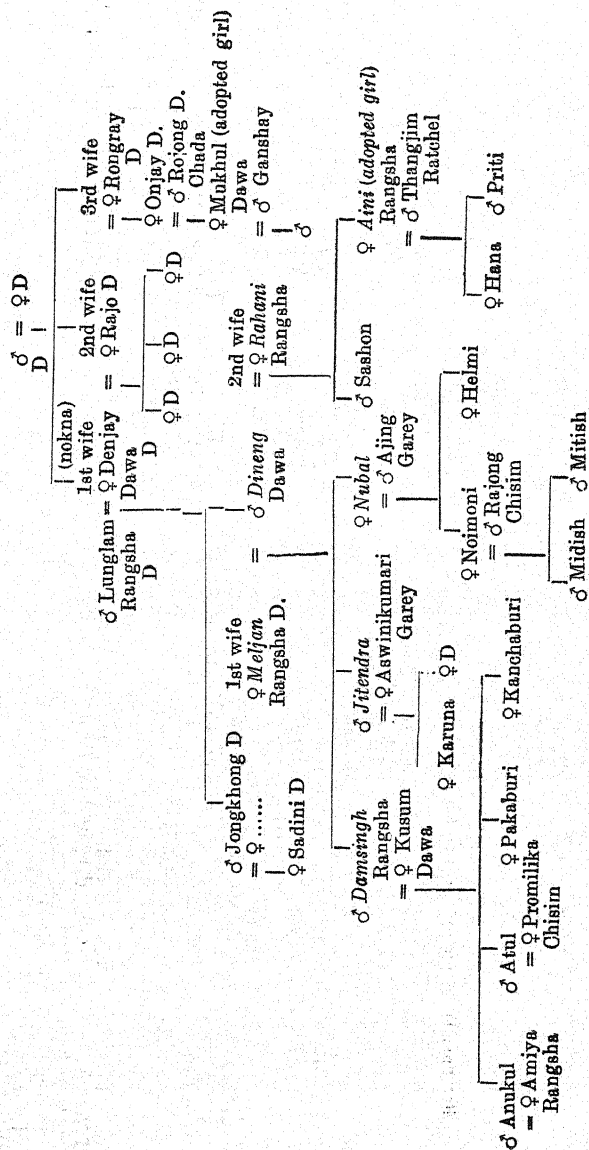 ♂ = ♀ D
D
(nokna)
1st wife 2nd wife 3rd wife
♂ Lunglam = ♀ Denjay = ♀ Rajo D = ♀ Rongray
Rangsha Dawa D
D D
♀ Onjay D.
= ♂ Rojong D.
Chada
♀ D ♀ D ♀ D
♀ Mukhul (adopted girl)
Dawa
= ♂ Ganshay
♂
♂ Jongkhong D
= ♀ ......
♀ Sadini D
1st wife 2nd wife
♀ Meljan = ♂ Dineng = ♀ Rahani
Rangsha D. Dawa Rangsha
♂ Damsingh ♂ Jitendra ♀ Nubal ♂ Sashon ♀ Aini (adopted girl)
Rangsha = ♀ Aswinikumari = ♂ Ajing Rangsha
= ♀ Kusum Garey Garey = ♂ Thangjim
Dawa Ratchel
♀ Karuna ♀ D
♀ Noimoni ♀ Helmi ♀ Hana ♂ Priti
= ♂ Rajong
Chisim
♂ Anukul ♂ Atul ♀ Pakaburi ♀ Kanchaburi
= ♀ Amiya = ♀ Promilika
Rangsha Chisim
♂ Midish ♂ Mitish